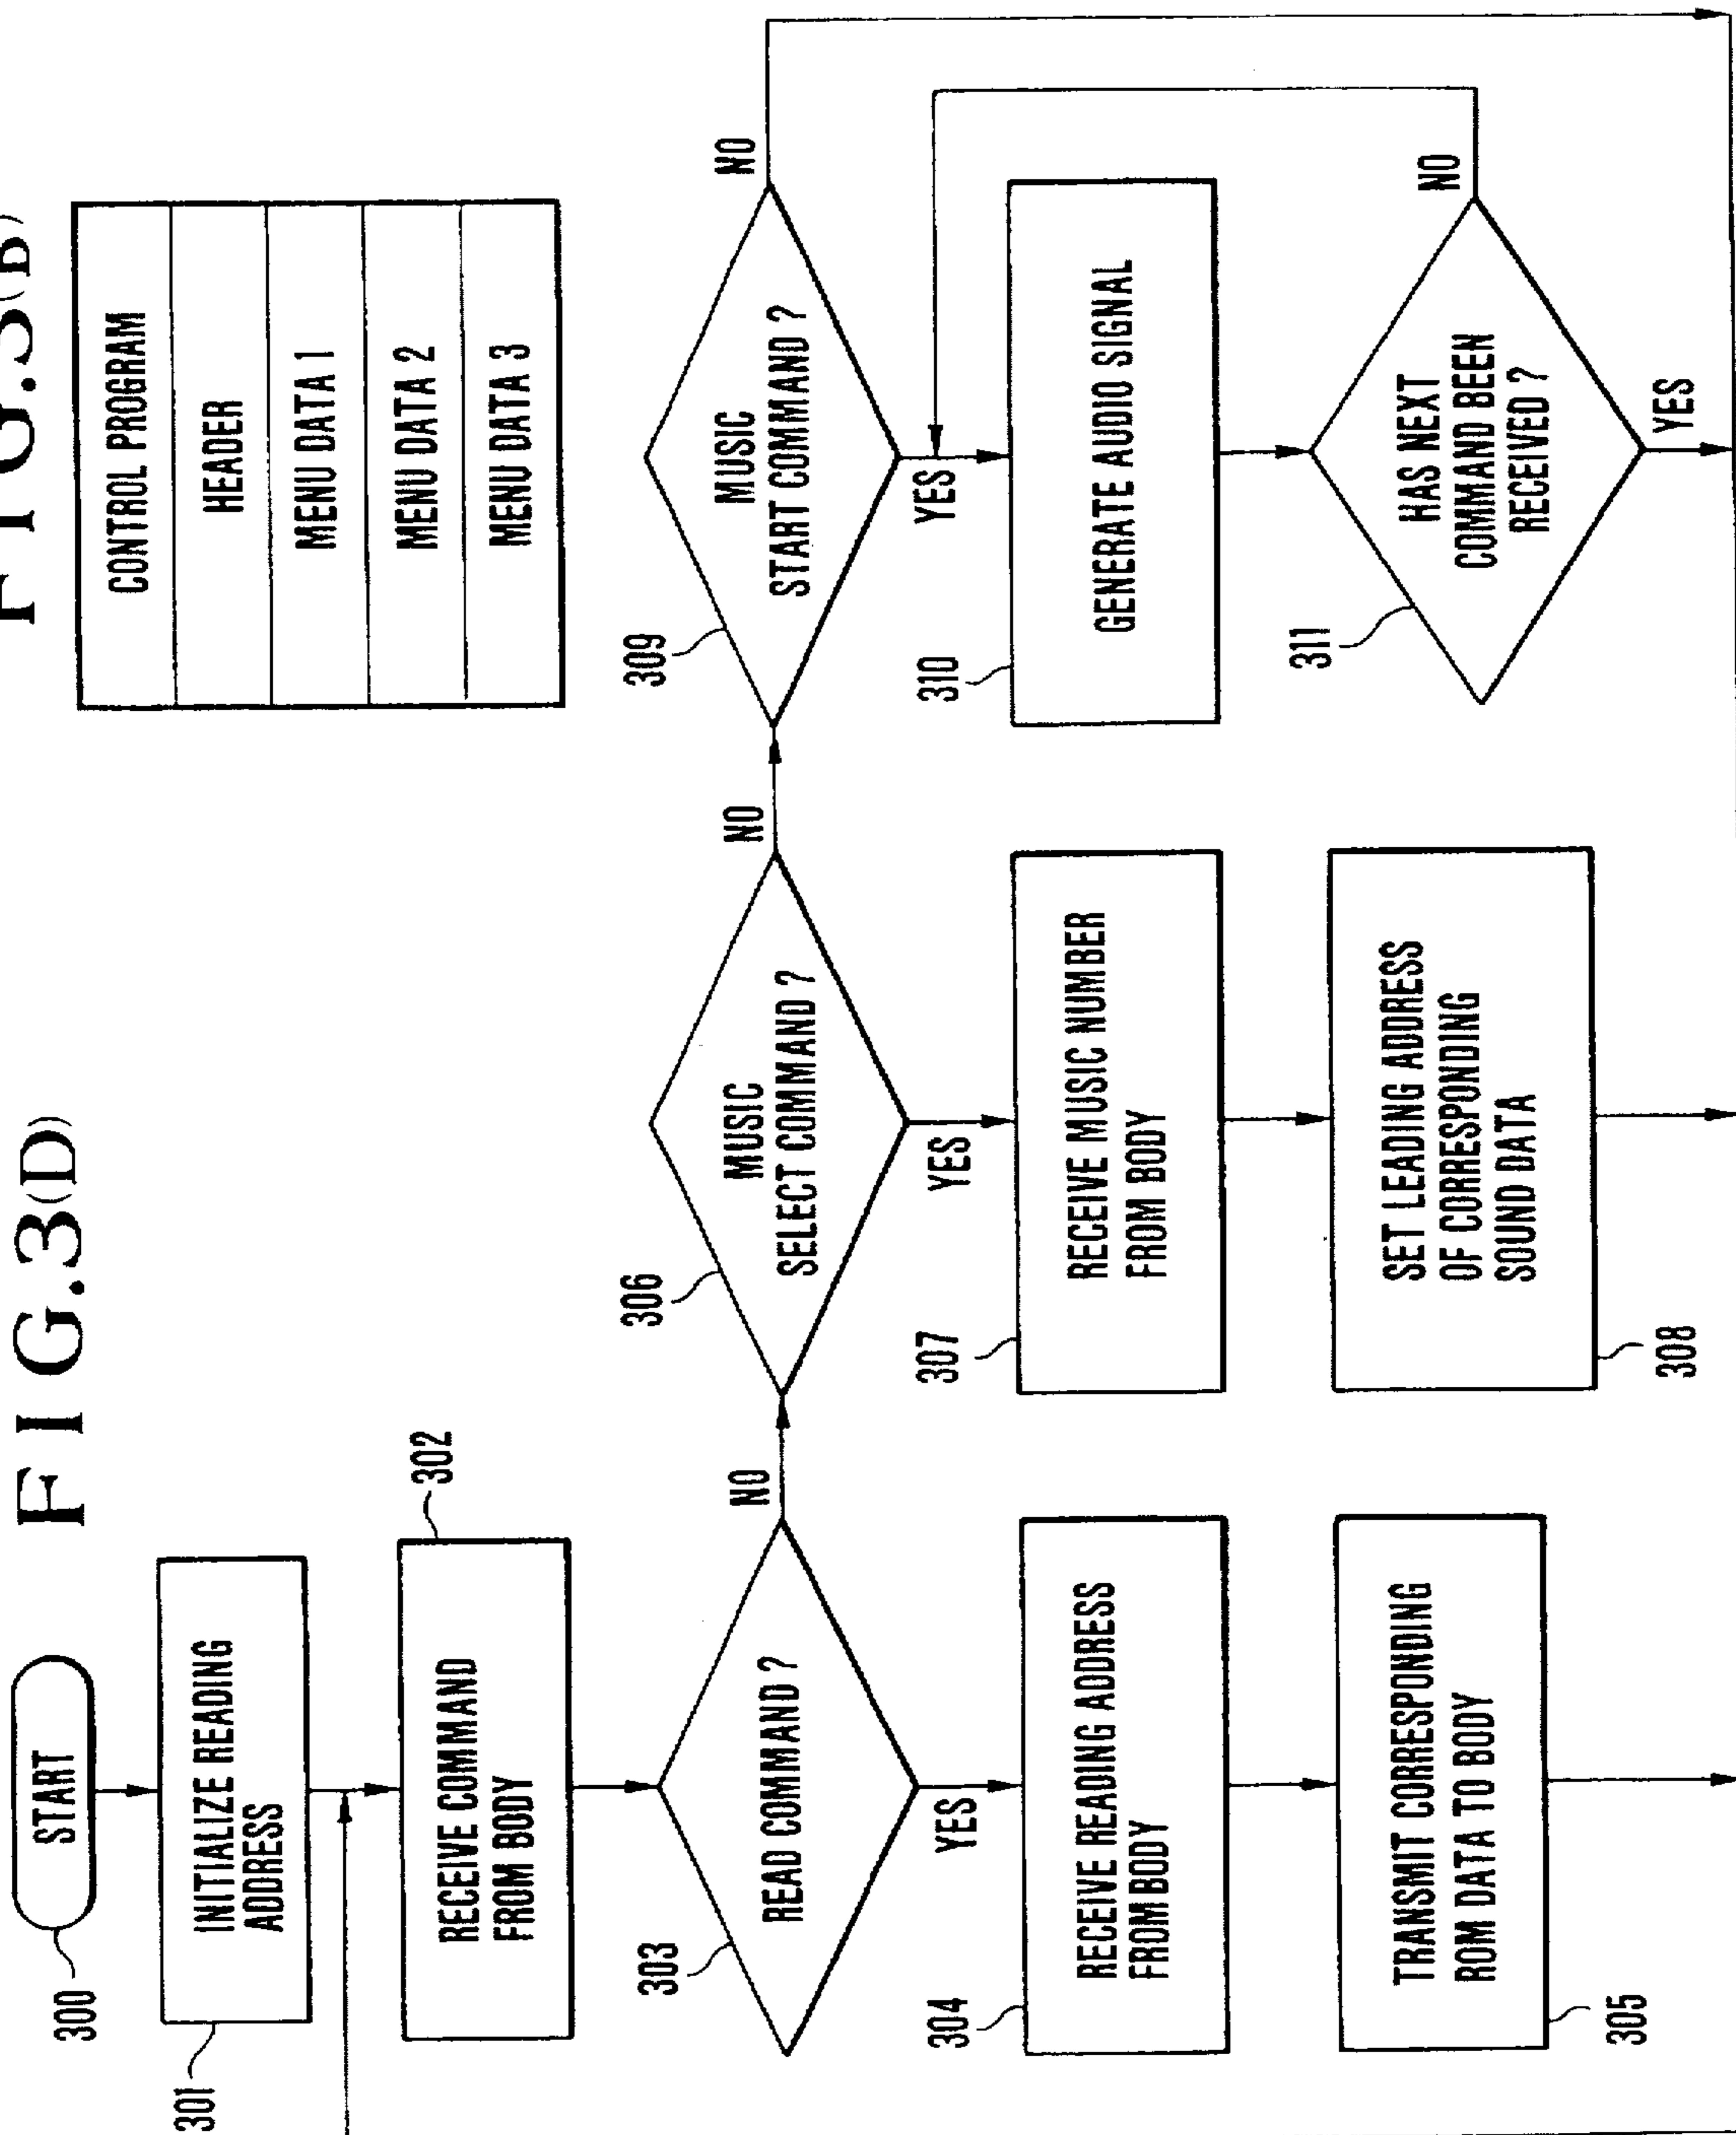 FIG.3(D)
START
300
INITIALIZE READING
ADDRESS
301
RECEIVE COMMAND
FROM BODY
302
READ COMMAND ?
303
NO
YES
RECEIVE READING ADDRESS
FROM BODY
304
TRANSMIT CORRESPONDING
ROM DATA TO BODY
305
MUSIC
SELECT COMMAND ?
306
NO
YES
RECEIVE MUSIC NUMBER
FROM BODY
307
SET LEADING ADDRESS
OF CORRESPONDING
SOUND DATA
308
MUSIC
START COMMAND ?
309
NO
YES
GENERATE AUDIO SIGNAL
310
HAS NEXT
COMMAND BEEN
RECEIVED ?
311
NO
YES
FIG.3(B)
CONTROL PROGRAM
HEADER
MENU DATA 1
MENU DATA 2
MENU DATA 3